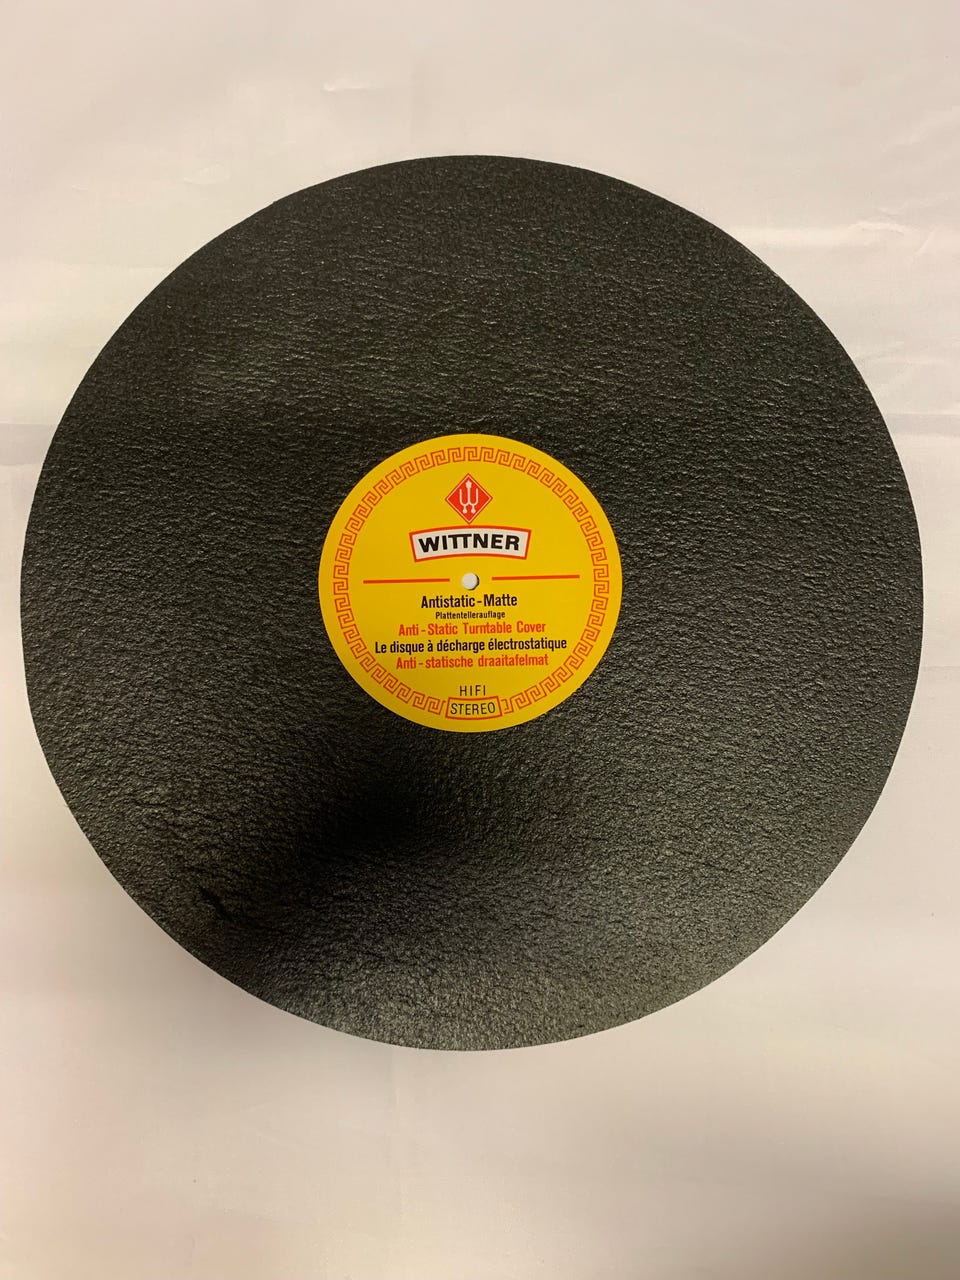 WITTNER
Antistatic-Matte
Plattentellerauflage
Anti-Static Turntable Cover
Le disque à décharge électrostatique
Anti-statische draaitafelmat
HIFI
STEREO